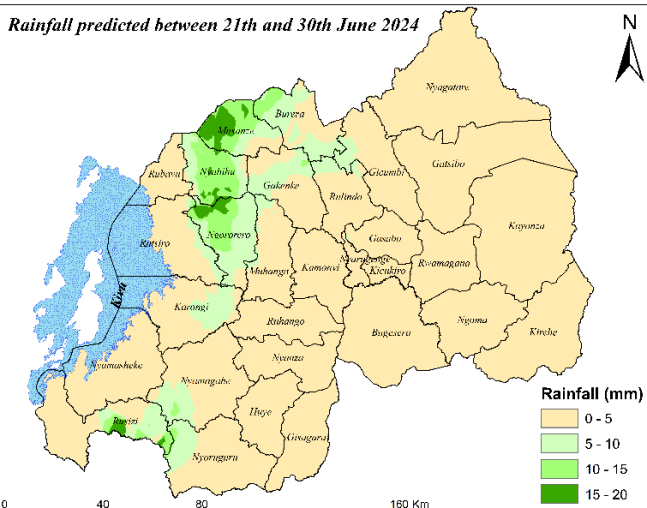 Rainfall predicted between 21th and 30th June 2024
N
Nyagatare
Burera
Musanze
Gatsibo
Gicumbi
Rubavu
Nyabihu
Gakenke
Rulindo
Kayonza
Ngororero
Rutsiro
Gasabo
Nyarugenge
Rwamagana
Kicukiro
Muhanga
Kamonyi
Kivu
Karongi
Ngoma
Kirehe
Ruhango
Bugesera
Nyanza
Nyamasheke
Nyamagabe
Huye
Rusizi
Gisagara
Nyaruguru
Rainfall (mm)
0 - 5
5 - 10
10 - 15
15 - 20
0 40 80 160 Km